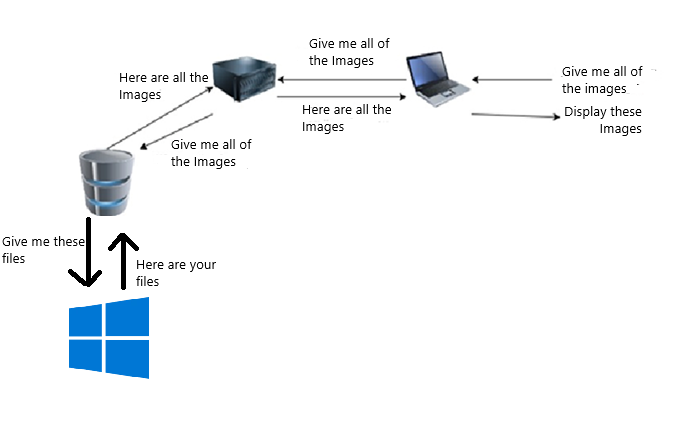 Give me all of
the Images
Here are all the
Images
Give me all of
the images
Here are all the
Images
Display these
Images
Give me all of
the Images
Give me these
files
Here are your
files